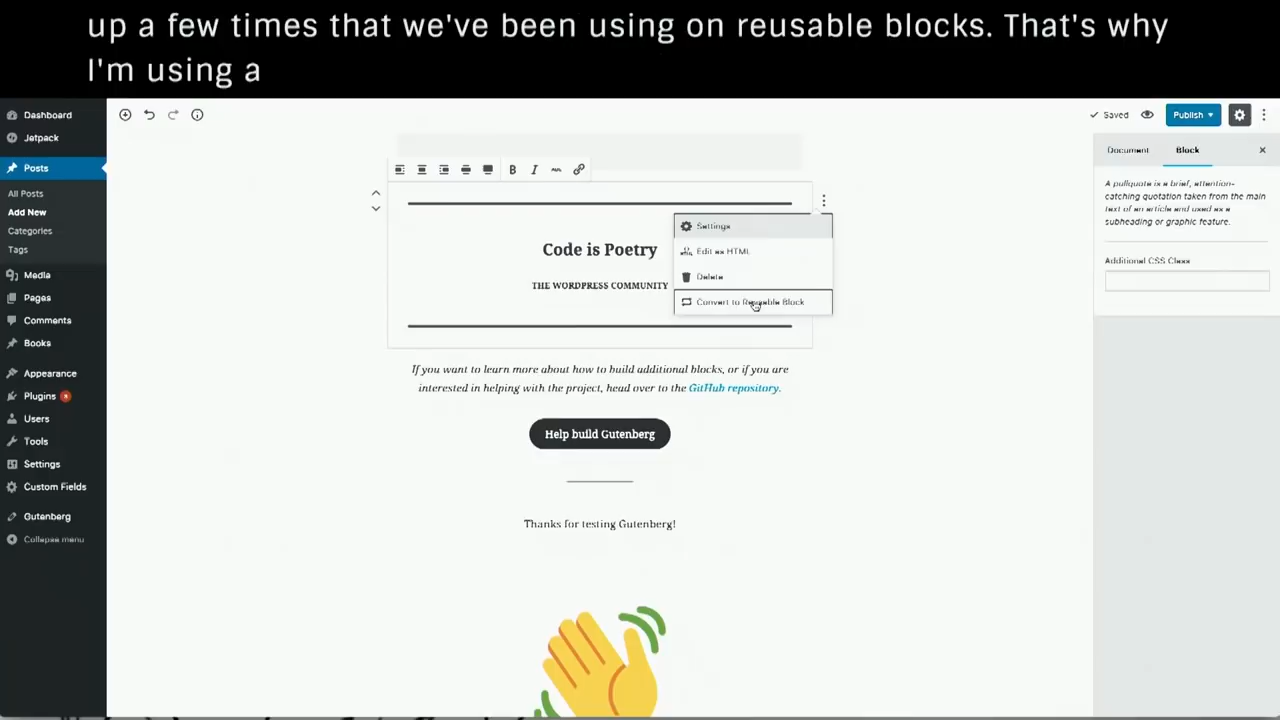 up a few times that we've been using on reusable blocks. That's why
I'm using a
Dashboard
Jetpack
Posts
All Posts
Add New
Categories
Tags
Media
Pages
Comments
Books
Appearance
Plugins
Users
Tools
Settings
Custom Fields
Gutenberg
Collapse menu
Saved
Publish
Document
Block
A pullquote is a brief, attention-
catching quotation taken from the main
text of an article and used as a
subheading or graphic feature.
Additional CSS Class
B I ABC
Code is Poetry
THE WORDPRESS COMMUNITY
Settings
Edit as HTML
Delete
Convert to Reusable Block
If you want to learn more about how to build additional blocks, or if you are
interested in helping with the project, head over to the GitHub repository.
Help build Gutenberg
Thanks for testing Gutenberg!